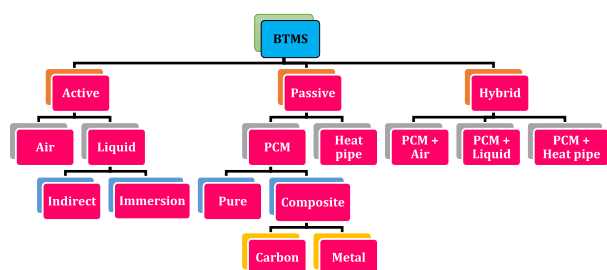 BTMS
Active
Passive
Hybrid
Air
Liquid
PCM
Heat
pipe
PCM +
Air
PCM +
Liquid
PCM +
Heat pipe
Indirect
Immersion
Pure
Composite
Carbon
Metal